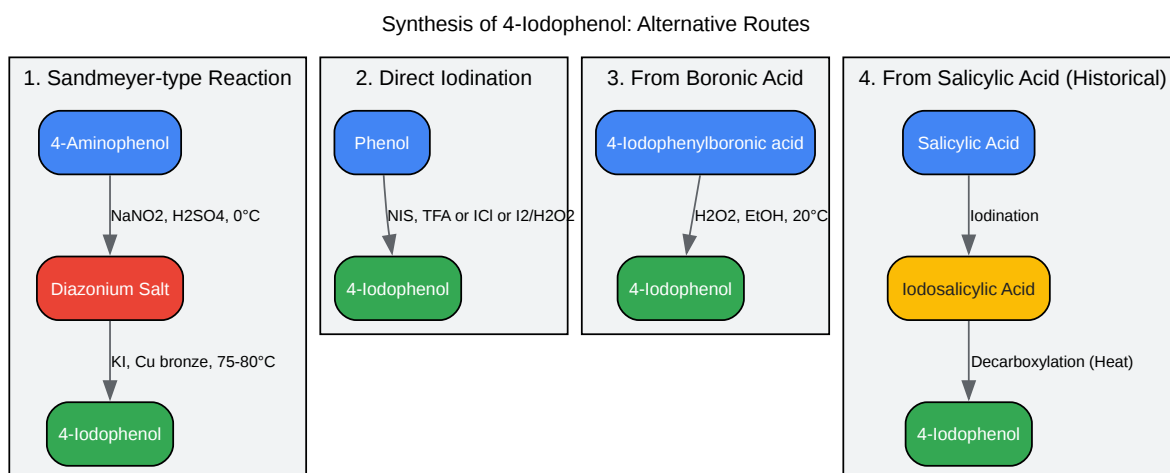 Synthesis of 4-Iodophenol: Alternative Routes
1. Sandmeyer-type Reaction
4-Aminophenol
NaNO2, H2SO4, 0°C
Diazonium Salt
KI, Cu bronze, 75-80°C
4-Iodophenol
2. Direct Iodination
Phenol
NIS, TFA or ICl or I2/H2O2
4-Iodophenol
3. From Boronic Acid
4-Iodophenylboronic acid
H2O2, EtOH, 20°C
4-Iodophenol
4. From Salicylic Acid (Historical)
Salicylic Acid
Iodination
Iodosalicylic Acid
Decarboxylation (Heat)
4-Iodophenol